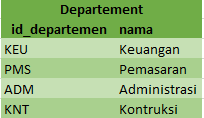 Departement
id_departemen nama
KEU Keuangan
PMS Pemasaran
ADM Administrasi
KNT Kontruksi